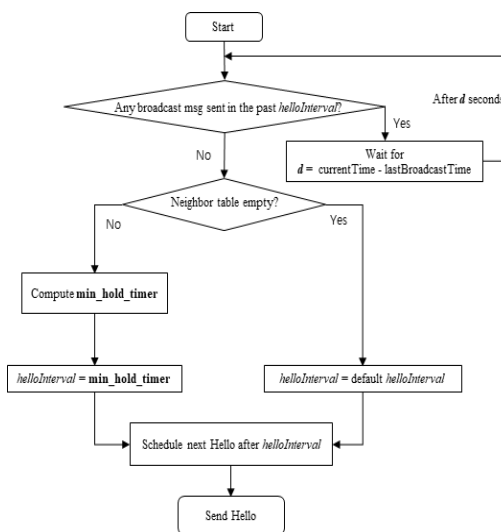 Start
Any broadcast msg sent in the past helloInterval?
After d seconds
Yes
No
Wait for
d = currentTime - lastBroadcastTime
Neighbor table empty?
No
Yes
Compute min_hold_timer
helloInterval = min_hold_timer
helloInterval = default helloInterval
Schedule next Hello after helloInterval
Send Hello